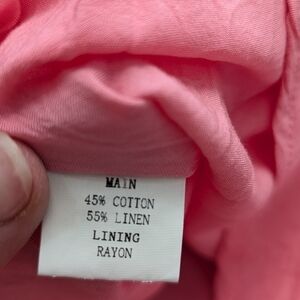 MAIN
45% COTTON
55% LINEN
LINING
RAYON